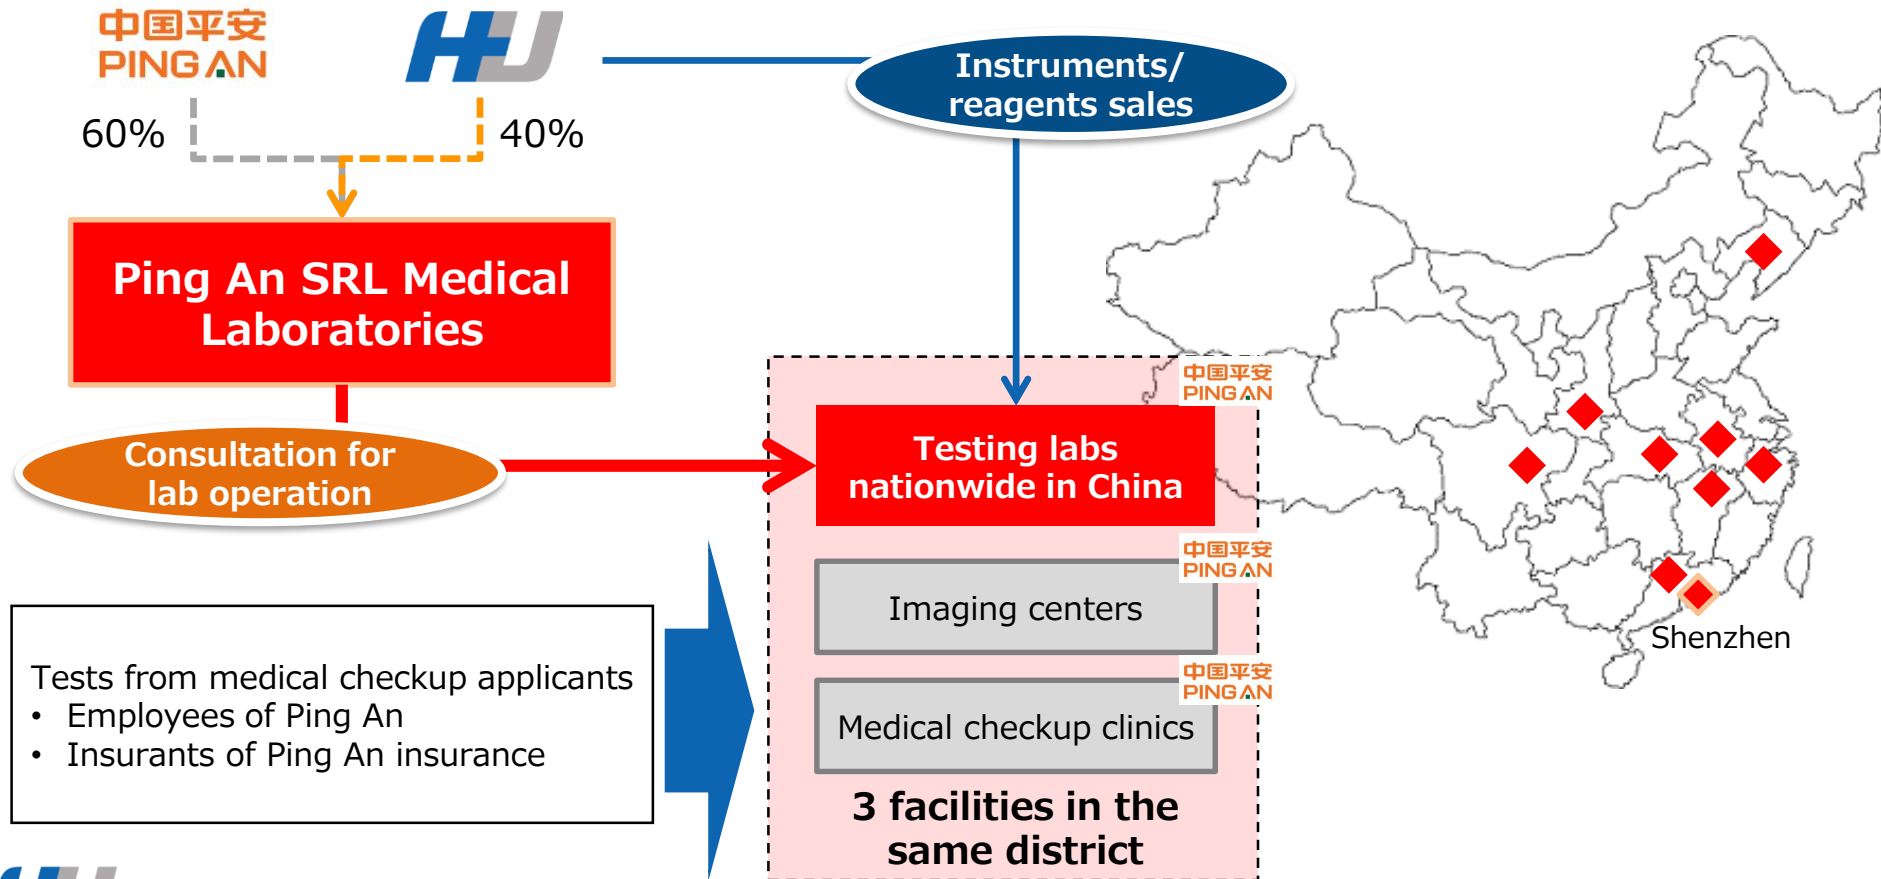 中国平安
PING AN
HU
60%
40%
Instruments/
reagents sales
Ping An SRL Medical
Laboratories
Consultation for
lab operation
中国平安
PING AN
Testing labs
nationwide in China
中国平安
PING AN
Imaging centers
中国平安
PING AN
Medical checkup clinics
3 facilities in the
same district
Tests from medical checkup applicants
• Employees of Ping An
• Insurants of Ping An insurance
Shenzhen